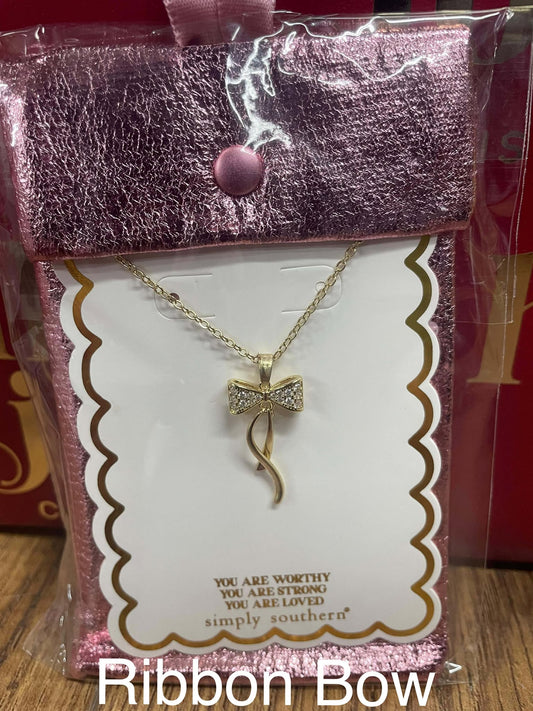 YOU ARE WORTHY
YOU ARE STRONG
YOU ARE LOVED
simply southern®
Ribbon Bow